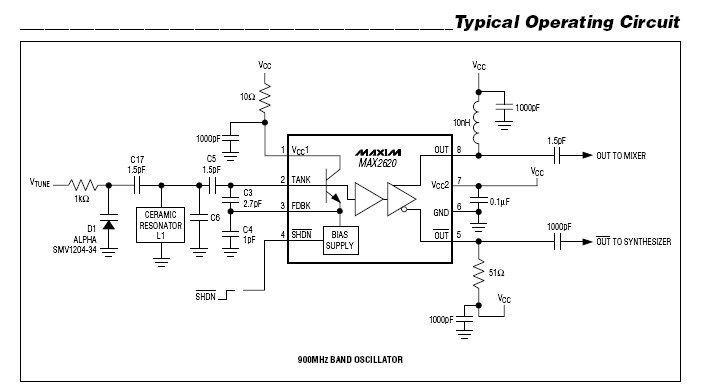 Typical Operating Circuit
VCC
VCC
10Ω
1000pF
10nH
1000pF
1 VCC1
MAXIM
MAX2620
OUT 8
1.5pF
OUT TO MIXER
C17
1.5pF
C5
1.5pF
2 TANK
VCC2 7
VCC
VTUNE
1kΩ
C3
2.7pF
0.1µF
3 FDBK
GND 6
D1
ALPHA
SMV1204-34
CERAMIC
RESONATOR
L1
C6
C4
1pF
4 SHDN
BIAS
SUPPLY
OUT 5
1000pF
OUT TO SYNTHESIZER
SHDN
51Ω
VCC
1000pF
900MHz BAND OSCILLATOR